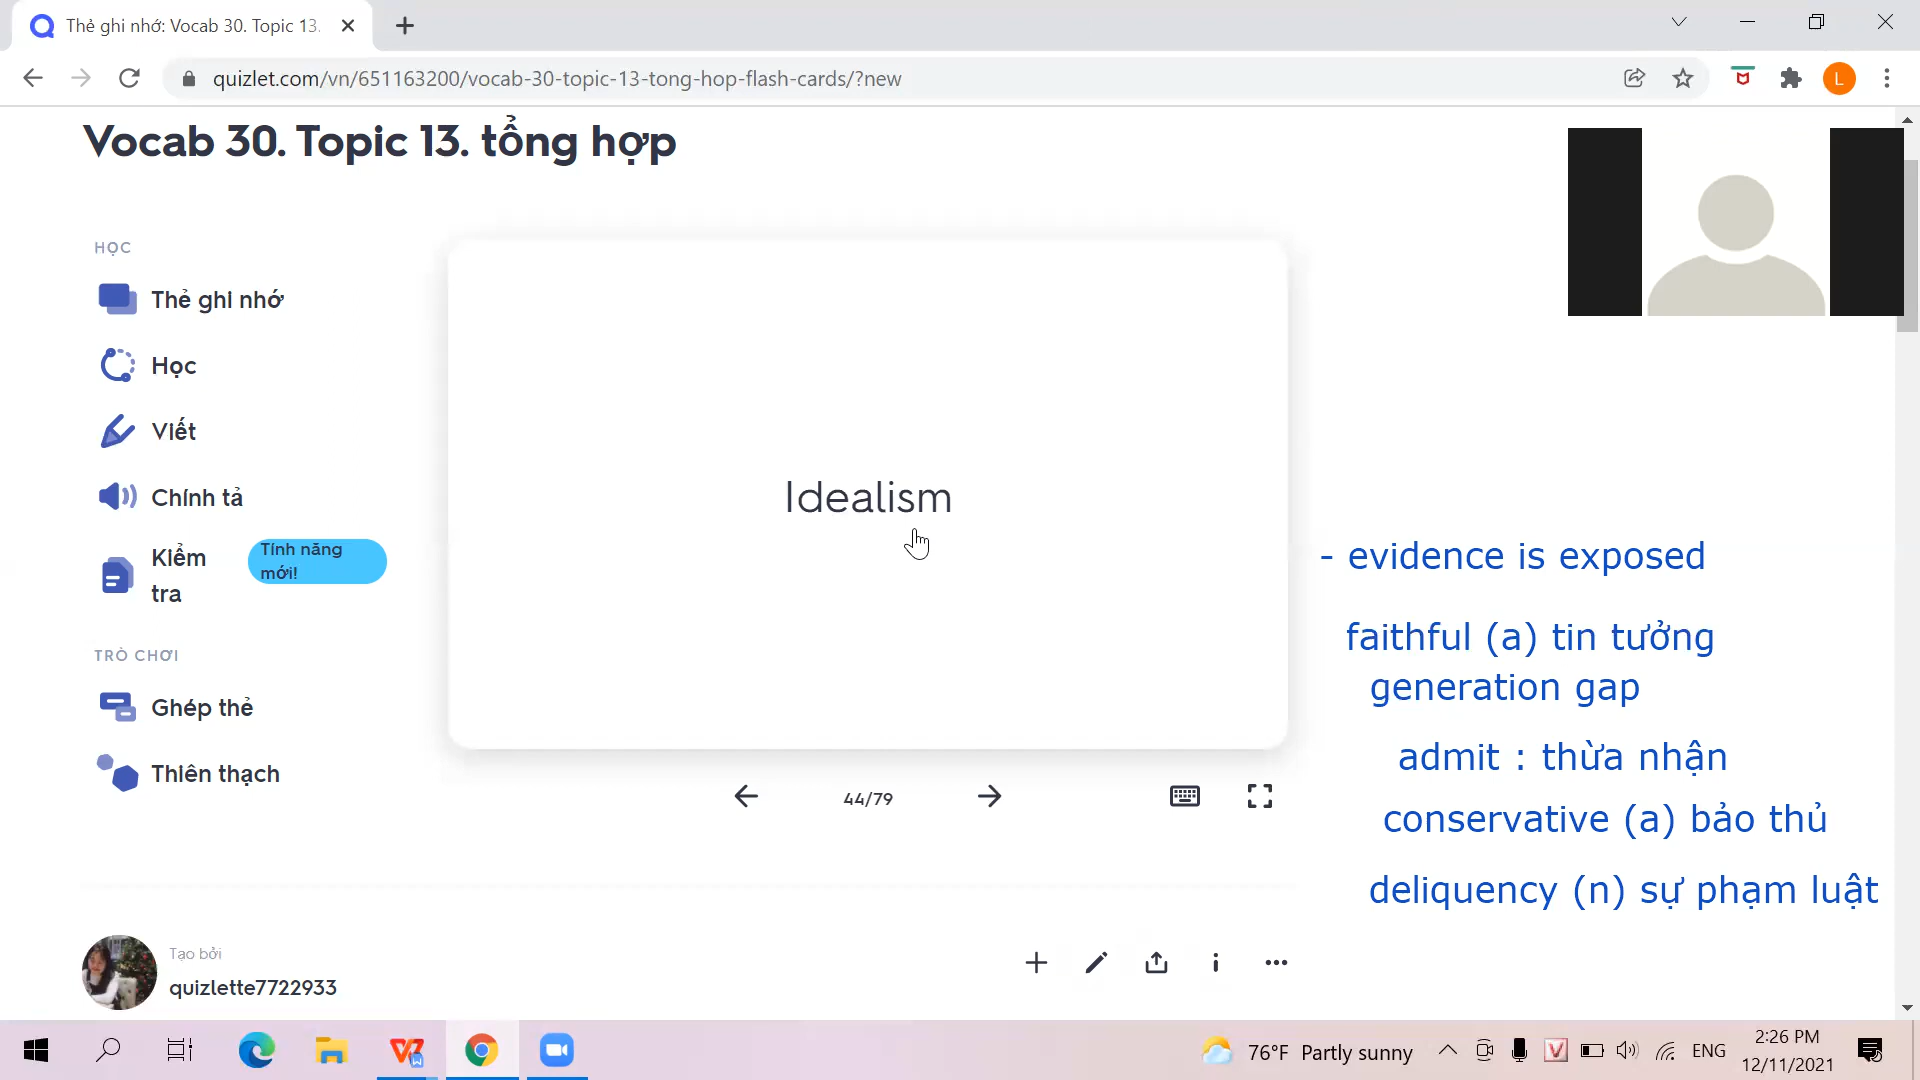 Thẻ ghi nhớ: Vocab 30. Topic 13.
quizlet.com/vn/651163200/vocab-30-topic-13-tong-hop-flash-cards/?new
L
Vocab 30. Topic 13. tổng hợp
HỌC
Thẻ ghi nhớ
Học
Viết
Chính tả
Kiểm
tra
Tính năng
mới!
TRÒ CHƠI
Ghép thẻ
Thiên thạch
Idealism
44/79
- evidence is exposed
faithful (a) tin tưởng
generation gap
admit : thừa nhận
conservative (a) bảo thủ
deliquency (n) sự phạm luật
Tạo bởi
quizlette7722933
76°F Partly sunny
V
ENG
2:26 PM
12/11/2021